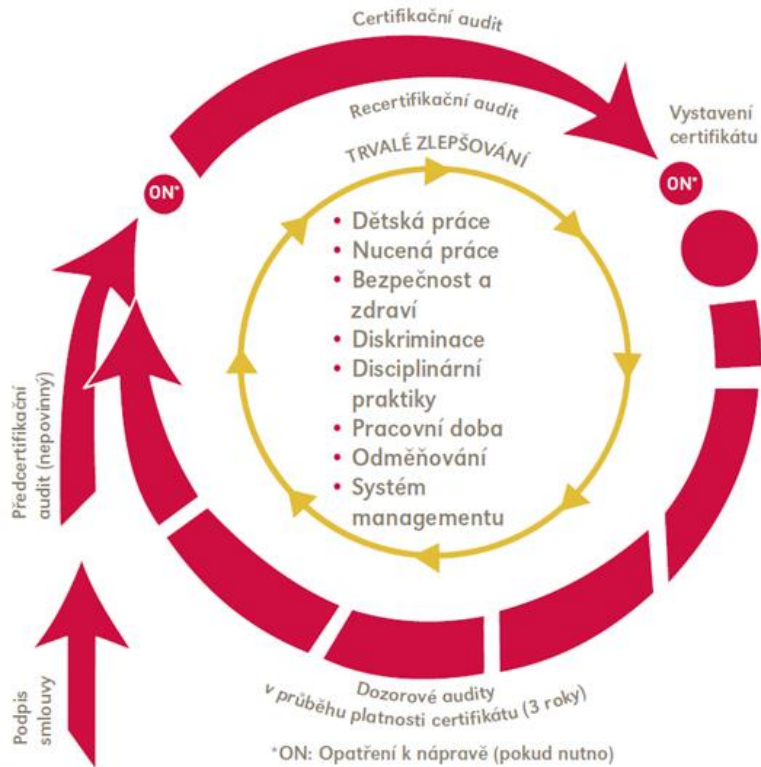 Certifikační audit
Recertifikační audit
TRVALÉ ZLEPŠOVÁNÍ
Vystavení
certifikátu
ON*
ON*
• Dětská práce
• Nucená práce
• Bezpečnost a
zdraví
• Diskriminace
• Disciplinární
praktiky
• Pracovní doba
• Odměňování
• Systém
managementu
Předcertifikační
audit (nepovinný)
Podpis
smlouvy
Dozorové audity
v průběhu platnosti certifikátu (3 roky)
*ON: Opatření k nápravě (pokud nutno)